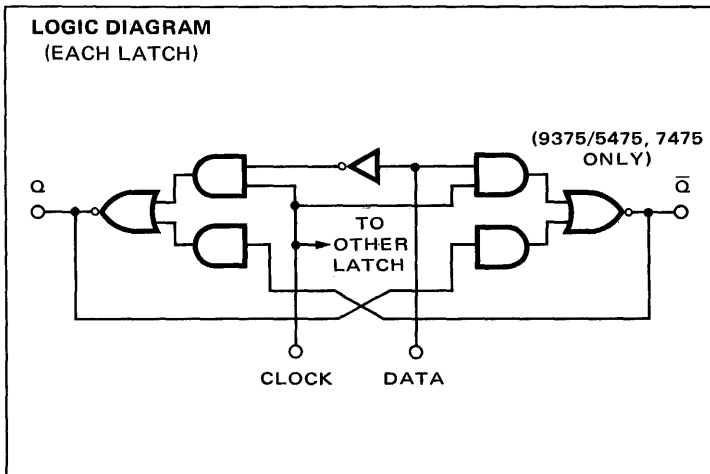 LOGIC DIAGRAM
(EACH LATCH)
(9375/5475, 7475
ONLY)
Q
Q̅
TO
OTHER
LATCH
CLOCK
DATA